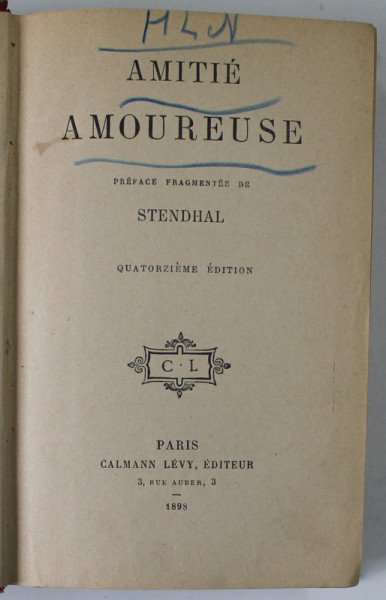 H L N
AMITIÉ
AMOUREUSE
PRÉFACE FRAGMENTÉE DE
STENDHAL
QUATORZIÈME ÉDITION
C · L
PARIS
CALMANN LÉVY, ÉDITEUR
3, RUE AUBER, 3
1898